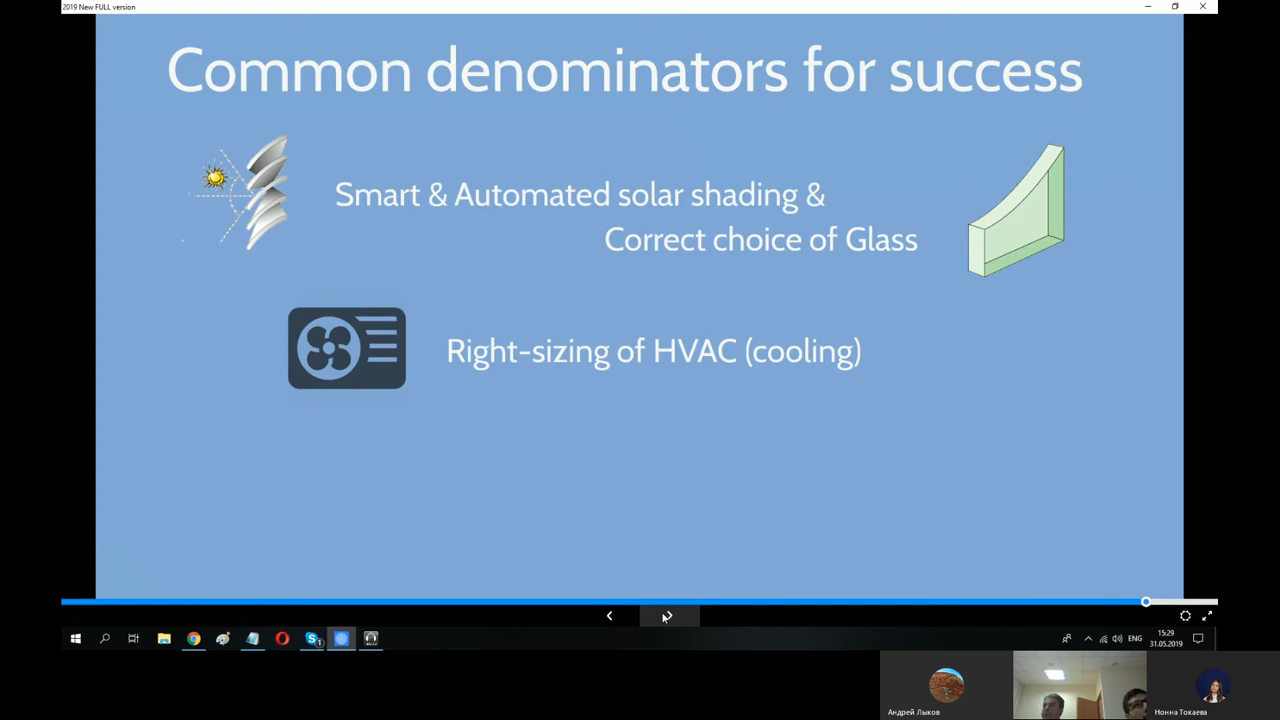 2019 New FULL version
Common denominators for success
Smart & Automated solar shading &
Correct choice of Glass
Right-sizing of HVAC (cooling)
ENG
15:29
31.05.2019
Андрей Лыков
Нонна Токаева